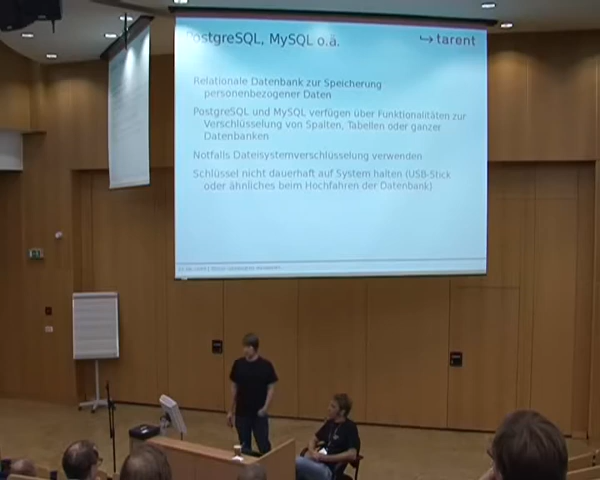 PostgreSQL, MySQL o.ä.
tarent
Relationale Datenbank zur Speicherung
personenbezogener Daten
PostgreSQL und MySQL verfügen über Funktionalitäten zur
Verschlüsselung von Spalten, Tabellen oder ganzer
Datenbanken
Notfalls Dateisystemverschlüsselung verwenden
Schlüssel nicht dauerhaft auf System halten (USB-Stick
oder ähnliches beim Hochfahren der Datenbank)